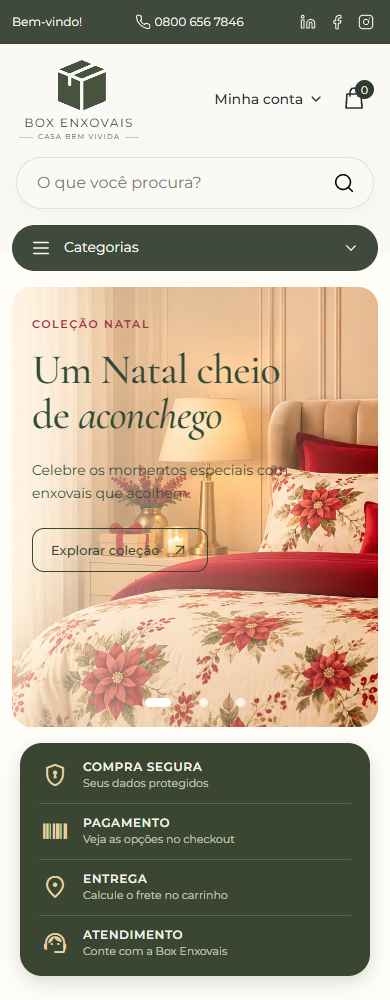 Bem-vindo!
0800 656 7846
BOX ENXOVAIS
CASA BEM VIVIDA
Minha conta
0
O que você procura?
Categorias
COLEÇÃO NATAL
Um Natal cheio
de aconchego
Celebre os momentos especiais com
enxovais que acolhem.
Explorar coleção
COMPRA SEGURA
Seus dados protegidos
PAGAMENTO
Veja as opções no checkout
ENTREGA
Calcule o frete no carrinho
ATENDIMENTO
Conte com a Box Enxovais